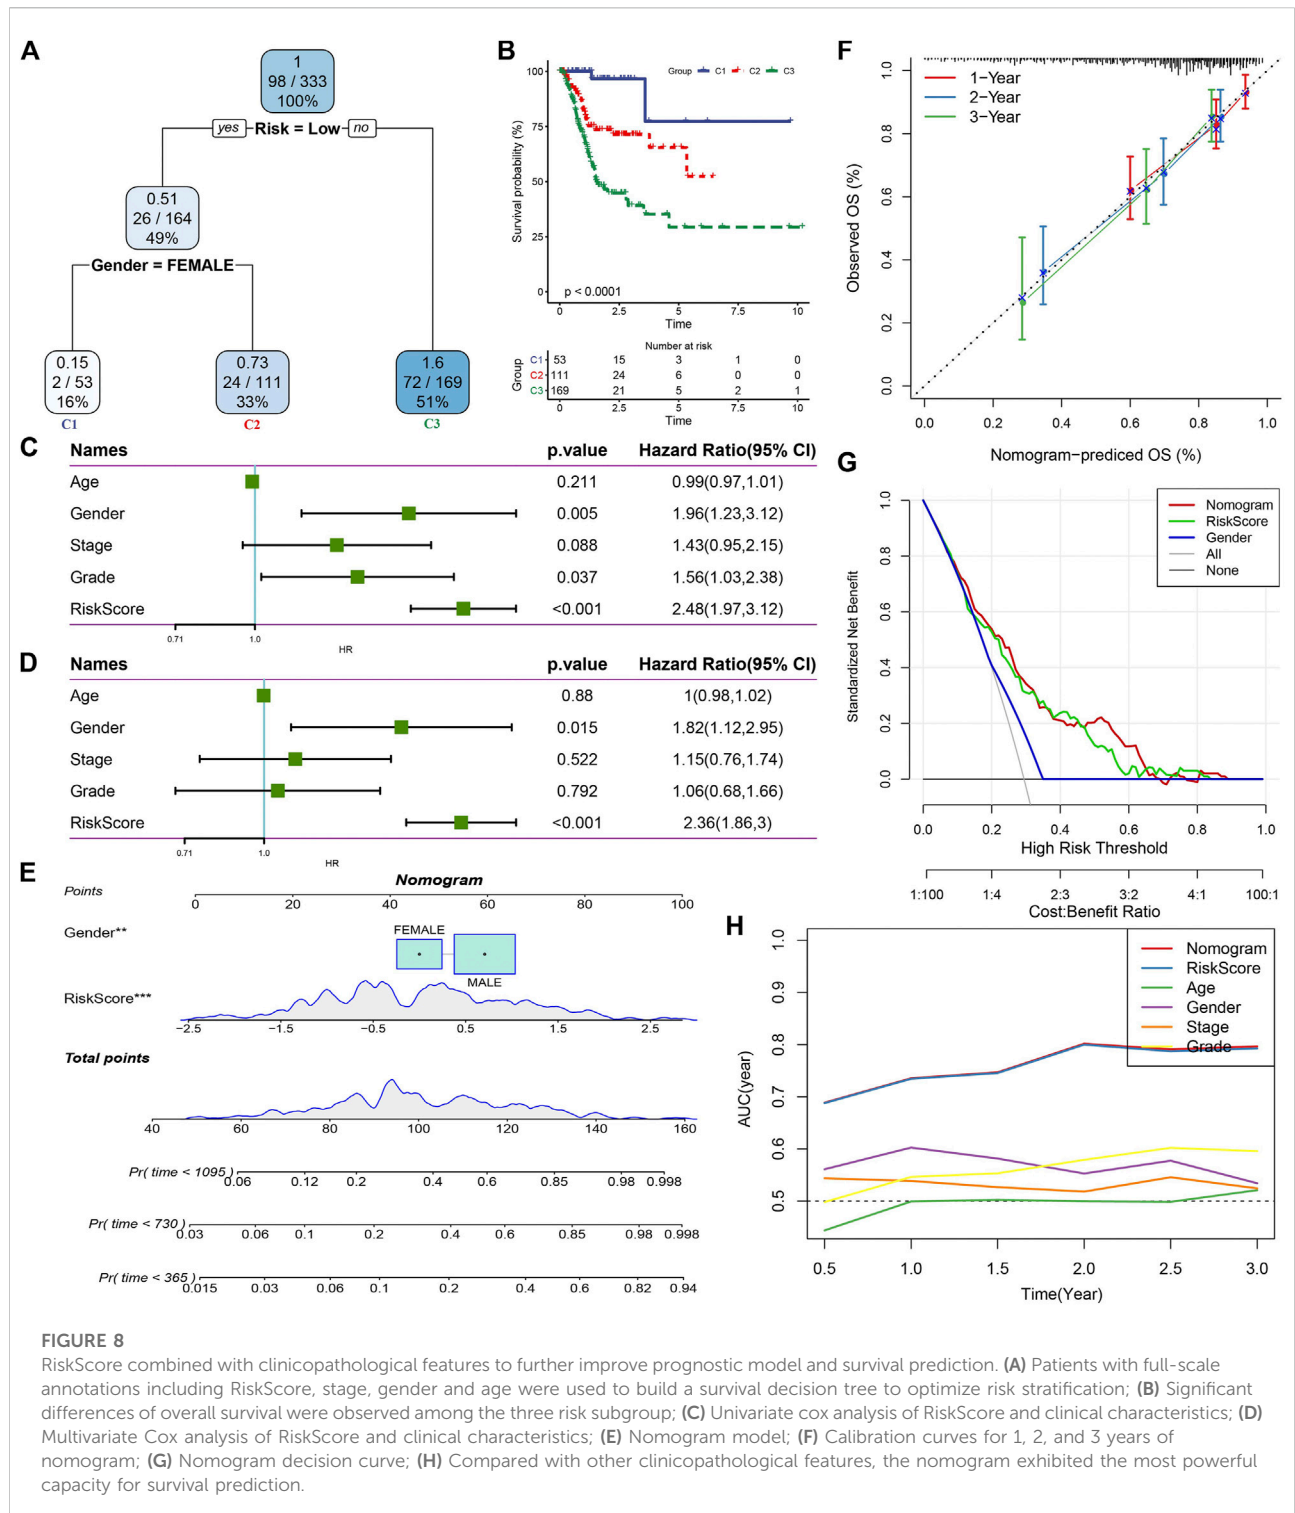 A
1
98 / 333
100%
yes Risk = Low no
0.51
26 / 164
49%
Gender = FEMALE
0.15
2 / 53
16%
0.73
24 / 111
33%
1.6
72 / 169
51%
C1 C2 C3
B
Group C1 C2 C3
Survival probability (%)
100
75
50
25
0
p < 0.0001
0 2.5 5 7.5 10
Time
Number at risk
Group
C1 53 15 3 1 0
C2 111 24 6 0 0
C3 169 21 5 2 1
0 2.5 5 7.5 10
Time
C
Names p.value Hazard Ratio(95% CI)
Age 0.211 0.99(0.97,1.01)
Gender 0.005 1.96(1.23,3.12)
Stage 0.088 1.43(0.95,2.15)
Grade 0.037 1.56(1.03,2.38)
RiskScore <0.001 2.48(1.97,3.12)
0.71 1.0
HR
D
Names p.value Hazard Ratio(95% CI)
Age 0.88 1(0.98,1.02)
Gender 0.015 1.82(1.12,2.95)
Stage 0.522 1.15(0.76,1.74)
Grade 0.792 1.06(0.68,1.66)
RiskScore <0.001 2.36(1.86,3)
0.71 1.0
HR
E
Nomogram
Points
0 20 40 60 80 100
Gender**
FEMALE
MALE
RiskScore***
−2.5 −1.5 −0.5 0.5 1.5 2.5
Total points
40 60 80 100 120 140 160
Pr( time < 1095 )
0.06 0.12 0.2 0.4 0.6 0.85 0.98 0.998
Pr( time < 730 )
0.03 0.06 0.1 0.2 0.4 0.6 0.85 0.98 0.998
Pr( time < 365 )
0.015 0.03 0.06 0.1 0.2 0.4 0.6 0.82 0.94
F
1−Year
2−Year
3−Year
Observed OS (%)
1.0
0.8
0.6
0.4
0.2
0.0
0.0 0.2 0.4 0.6 0.8 1.0
Nomogram−prediced OS (%)
G
Nomogram
RiskScore
Gender
All
None
Standardized Net Benefit
1.0
0.8
0.6
0.4
0.2
0.0
0.0 0.2 0.4 0.6 0.8 1.0
High Risk Threshold
1:100 1:4 2:3 3:2 4:1 100:1
Cost:Benefit Ratio
H
Nomogram
RiskScore
Age
Gender
Stage
Grade
AUC(year)
1.0
0.9
0.8
0.7
0.6
0.5
0.5 1.0 1.5 2.0 2.5 3.0
Time(Year)
FIGURE 8
RiskScore combined with clinicopathological features to further improve prognostic model and survival prediction. (A) Patients with full-scale
annotations including RiskScore, stage, gender and age were used to build a survival decision tree to optimize risk stratification; (B) Significant
differences of overall survival were observed among the three risk subgroup; (C) Univariate cox analysis of RiskScore and clinical characteristics; (D)
Multivariate Cox analysis of RiskScore and clinical characteristics; (E) Nomogram model; (F) Calibration curves for 1, 2, and 3 years of
nomogram; (G) Nomogram decision curve; (H) Compared with other clinicopathological features, the nomogram exhibited the most powerful
capacity for survival prediction.